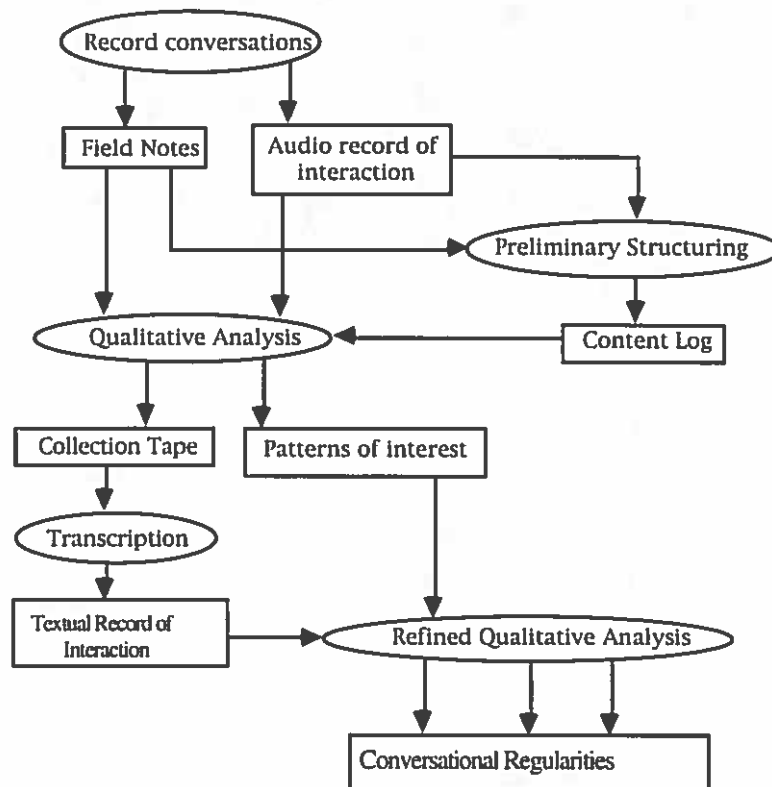 Record conversations
Field Notes
Audio record of
interaction
Preliminary Structuring
Qualitative Analysis
Content Log
Collection Tape
Patterns of interest
Transcription
Textual Record of
Interaction
Refined Qualitative Analysis
Conversational Regularities